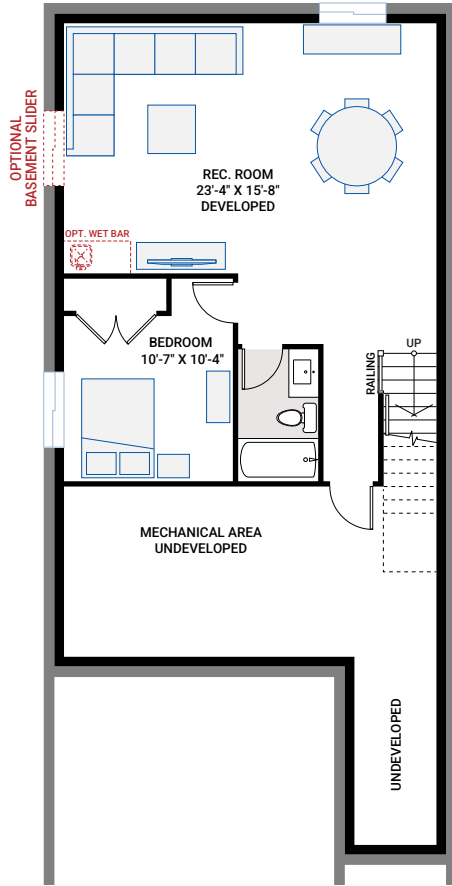 OPTIONAL
BASEMENT SLIDER
REC. ROOM
23'-4" X 15'-8"
DEVELOPED
OPT. WET BAR
BEDROOM
10'-7" X 10'-4"
UP
RAILING
MECHANICAL AREA
UNDEVELOPED
UNDEVELOPED